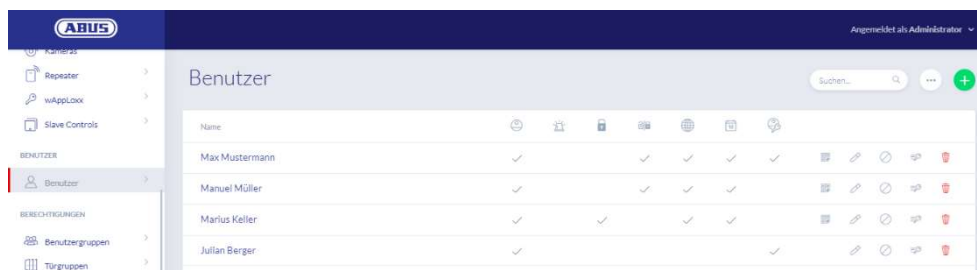 ABUS
Angemeldet als Administrator
Kameras
Repeater
wAppLoxx
Slave Controls
BENUTZER
Benutzer
BERECHTIGUNGEN
Benutzergruppen
Türgruppen
Benutzer
Suchen...
Name
Max Mustermann
Manuel Müller
Marius Keller
Julian Berger